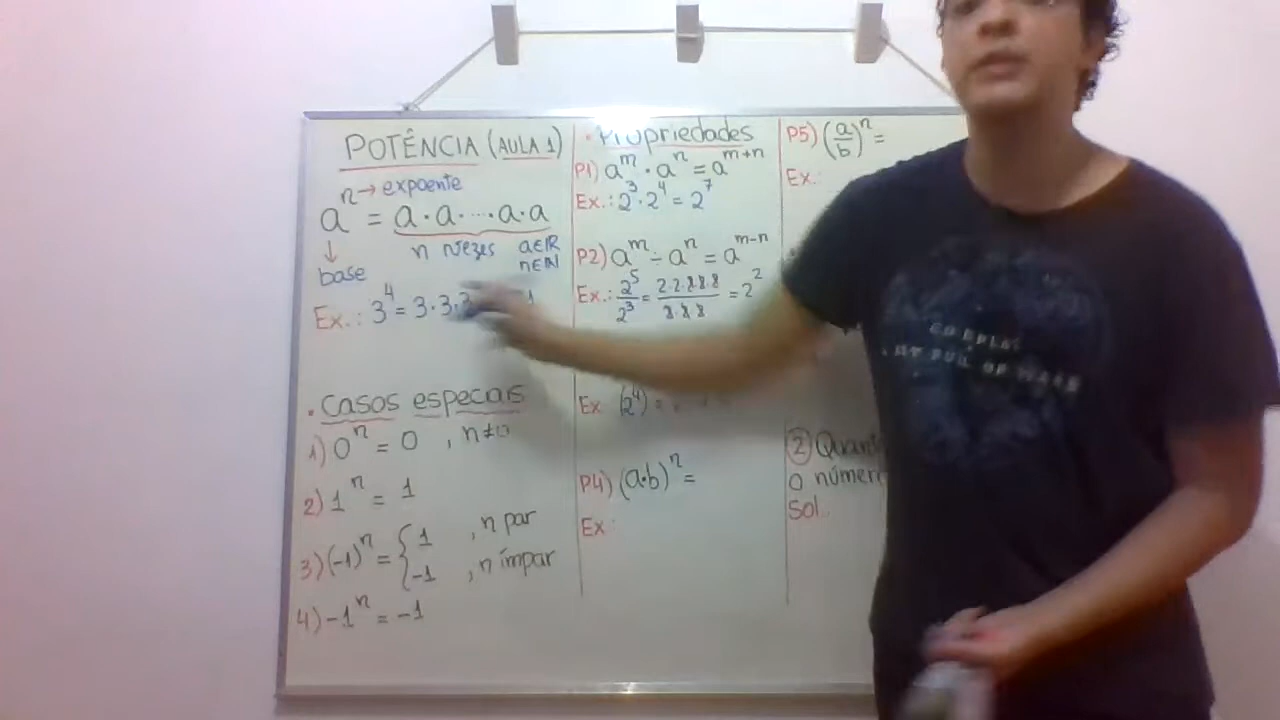 POTÊNCIA (AULA 1)
n → expoente
a^n = a · a · ... · a · a
n vezes a∈ℝ
n∈ℕ
↓
base
Ex.: 3^4 = 3 · 3 · 3
• Casos especiais
1) 0^n = 0 , n≠0
2) 1^n = 1
3) (-1)^n = { 1 , n par
-1 , n ímpar
4) -1^n = -1
• Propriedades
P1) a^m · a^n = a^m+n
Ex.: 2^3 · 2^4 = 2^7
P2) a^m ÷ a^n = a^m-n
Ex.: 2^5/2^3 = 2·2·2·2·2/2·2·2 = 2^2
Ex (2^4) =
P4) (a·b)^n =
Ex:
P5) (a/b)^n =
Ex.:
2 Quant
O númer
Sol.